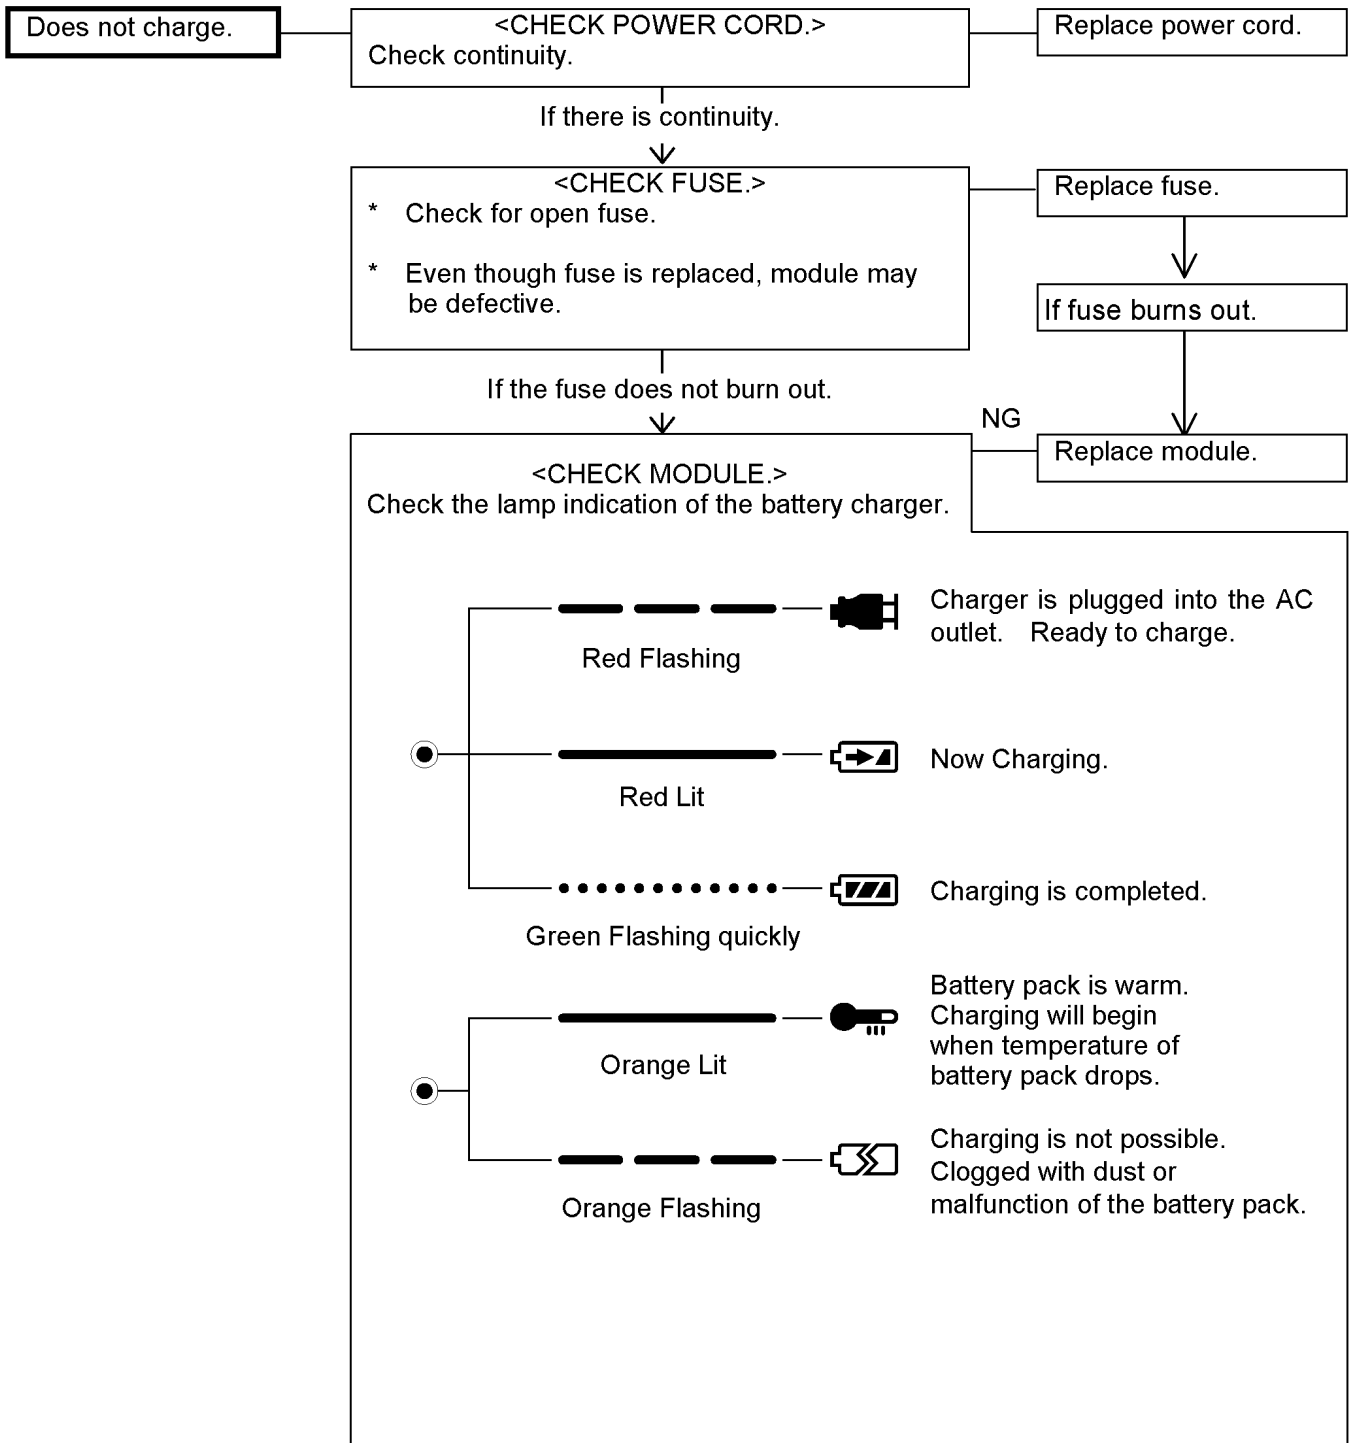 Does not charge.
<CHECK POWER CORD.>
Check continuity.
Replace power cord.
If there is continuity.
<CHECK FUSE.>
* Check for open fuse.
* Even though fuse is replaced, module may
be defective.
Replace fuse.
If fuse burns out.
If the fuse does not burn out.
NG
Replace module.
<CHECK MODULE.>
Check the lamp indication of the battery charger.
Red Flashing
Charger is plugged into the AC
outlet. Ready to charge.
Red Lit
Now Charging.
Green Flashing quickly
Charging is completed.
Orange Lit
Battery pack is warm.
Charging will begin
when temperature of
battery pack drops.
Orange Flashing
Charging is not possible.
Clogged with dust or
malfunction of the battery pack.